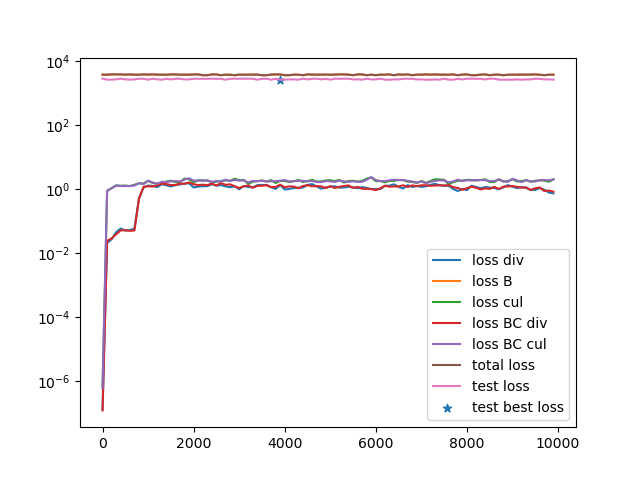 10^4
10^2
10^0
10^−2
10^−4
10^−6
0
2000
4000
6000
8000
10000
loss div
loss B
loss cul
loss BC div
loss BC cul
total loss
test loss
test best loss